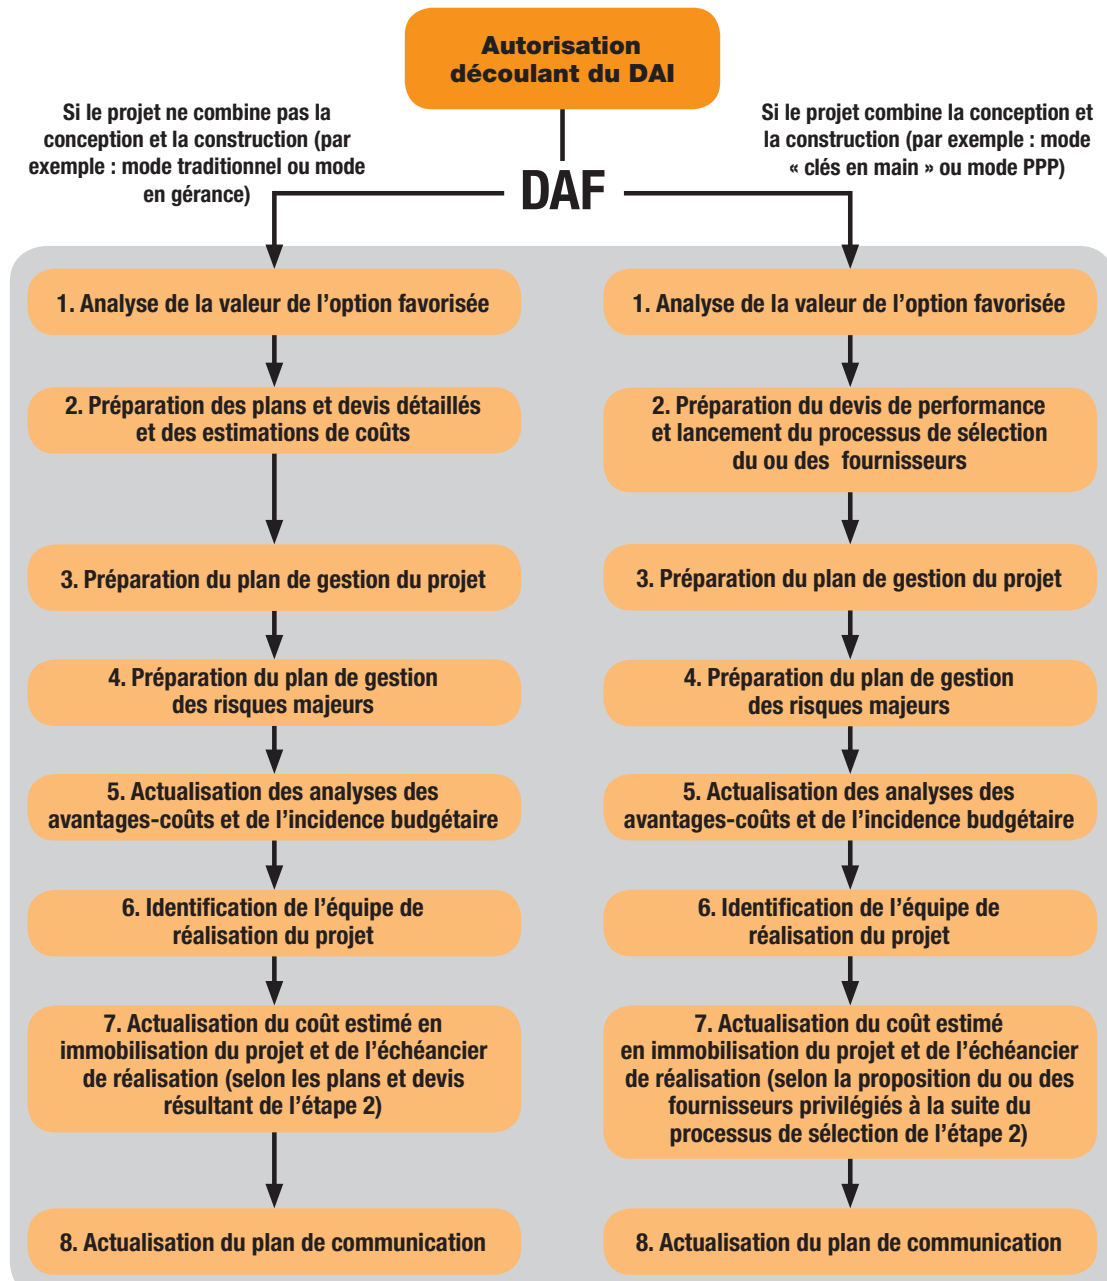 Autorisation
découlant du DAI
Si le projet ne combine pas la
conception et la construction (par
exemple : mode traditionnel ou mode
en gérance)
Si le projet combine la conception et
la construction (par exemple : mode
« clés en main » ou mode PPP)
DAF
1. Analyse de la valeur de l’option favorisée
2. Préparation des plans et devis détaillés
et des estimations de coûts
3. Préparation du plan de gestion du projet
4. Préparation du plan de gestion
des risques majeurs
5. Actualisation des analyses des
avantages-coûts et de l’incidence budgétaire
6. Identification de l’équipe de
réalisation du projet
7. Actualisation du coût estimé en
immobilisation du projet et de l’échéancier
de réalisation (selon les plans et devis
résultant de l’étape 2)
8. Actualisation du plan de communication
1. Analyse de la valeur de l’option favorisée
2. Préparation du devis de performance
et lancement du processus de sélection
du ou des fournisseurs
3. Préparation du plan de gestion du projet
4. Préparation du plan de gestion
des risques majeurs
5. Actualisation des analyses des
avantages-coûts et de l’incidence budgétaire
6. Identification de l’équipe de
réalisation du projet
7. Actualisation du coût estimé
en immobilisation du projet et de l’échéancier
de réalisation (selon la proposition du ou des
fournisseurs privilégiés à la suite du
processus de sélection de l’étape 2)
8. Actualisation du plan de communication